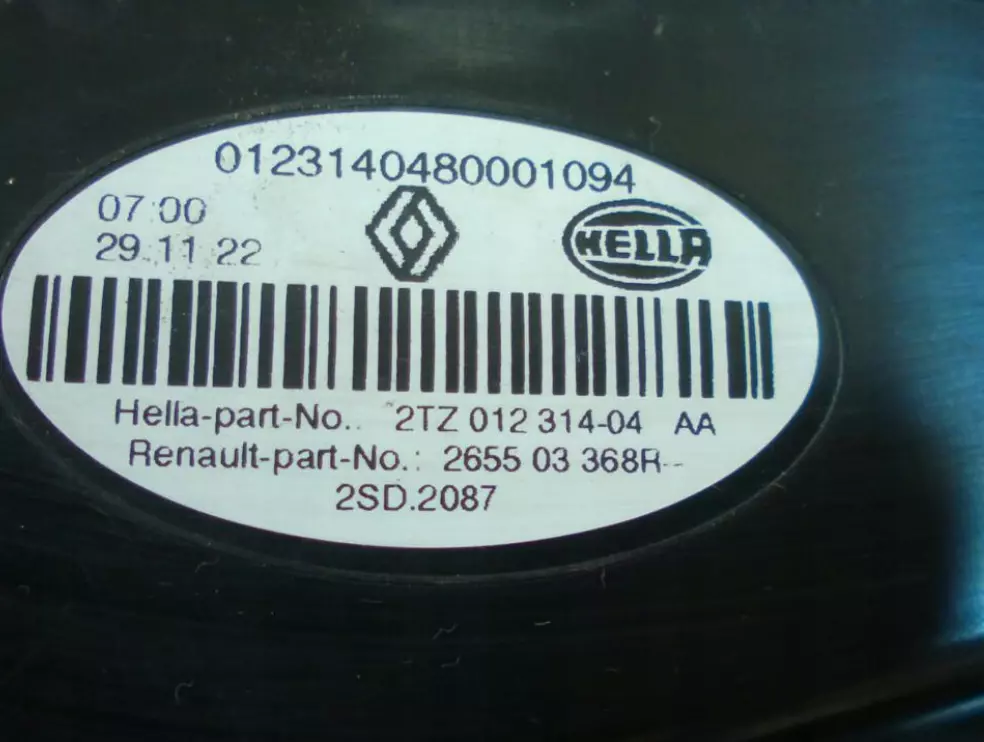 0123140480001094
07:00
29.11.22
HELLA
Hella-part-No.: 2TZ 012 314-04 AA
Renault-part-No.: 2655 03 368R--
2SD.2087